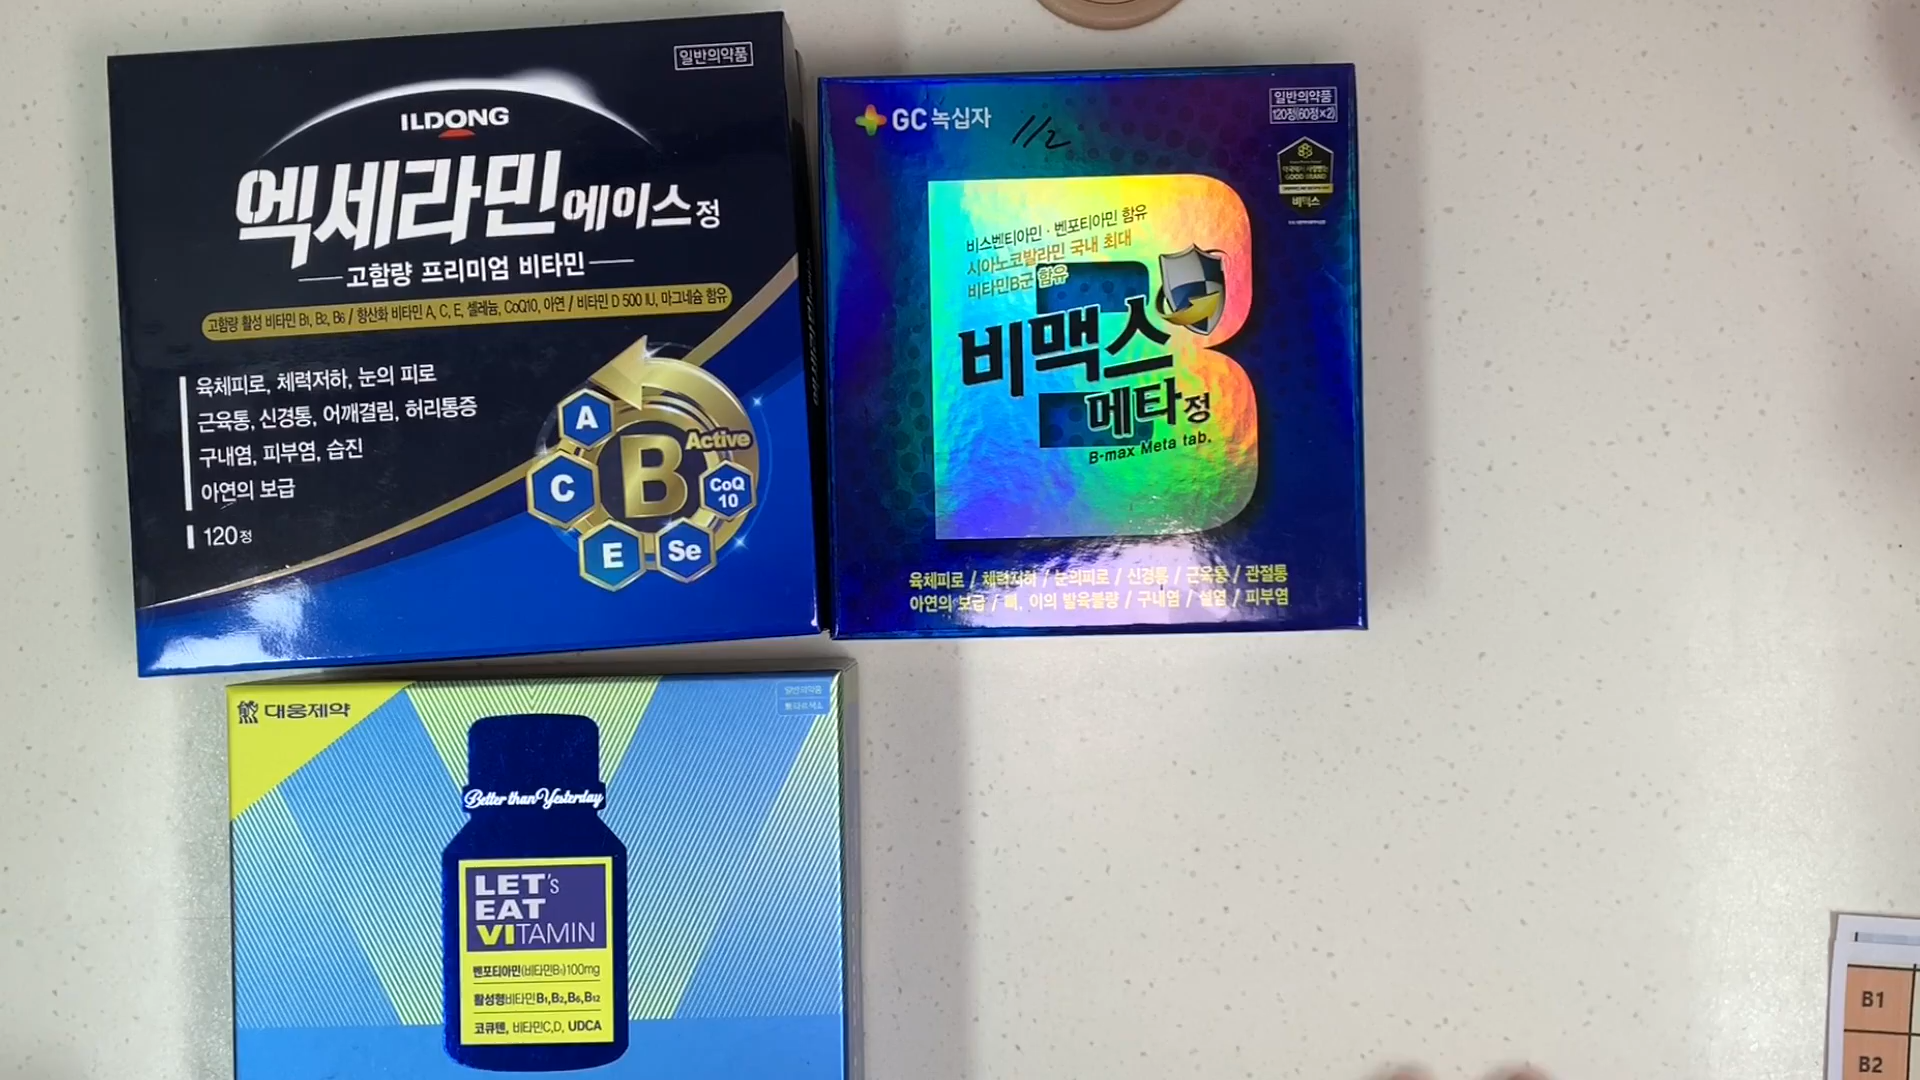 일반의약품
ILDONG
엑세라민 에이스정
고함량 프리미엄 비타민
고함량 활성 비타민 B1, B2, B6 / 항산화 비타민 A, C, E, 셀레늄, CoQ10, 아연 / 비타민 D 500 IU, 마그네슘 함유
육체피로, 체력저하, 눈의 피로
근육통, 신경통, 어깨결림, 허리통증
구내염, 피부염, 습진
아연의 보급
120정
A
B Active
C
CoQ
10
E
Se
GC녹십자
11/2
일반의약품
120정(60정×2)
GOOD BRAND
비맥스
비스벤티아민 · 벤포티아민 함유
시아노코발라민 국내 최대
비타민B군 함유
비맥스
메타정
B-max Meta tab.
육체피로 / 체력저하 / 눈의피로 / 신경통 / 근육통 / 관절통
아연의 보급 / 뼈, 이의 발육불량 / 구내염 / 설염 / 피부염
대웅제약
일반의약품
Better than Yesterday
LET's
EAT
VITAMIN
벤포티아민(비타민B1)100mg
활성형비타민B1,B2,B6,B12
코큐텐, 비타민C,D, UDCA
B1
B2